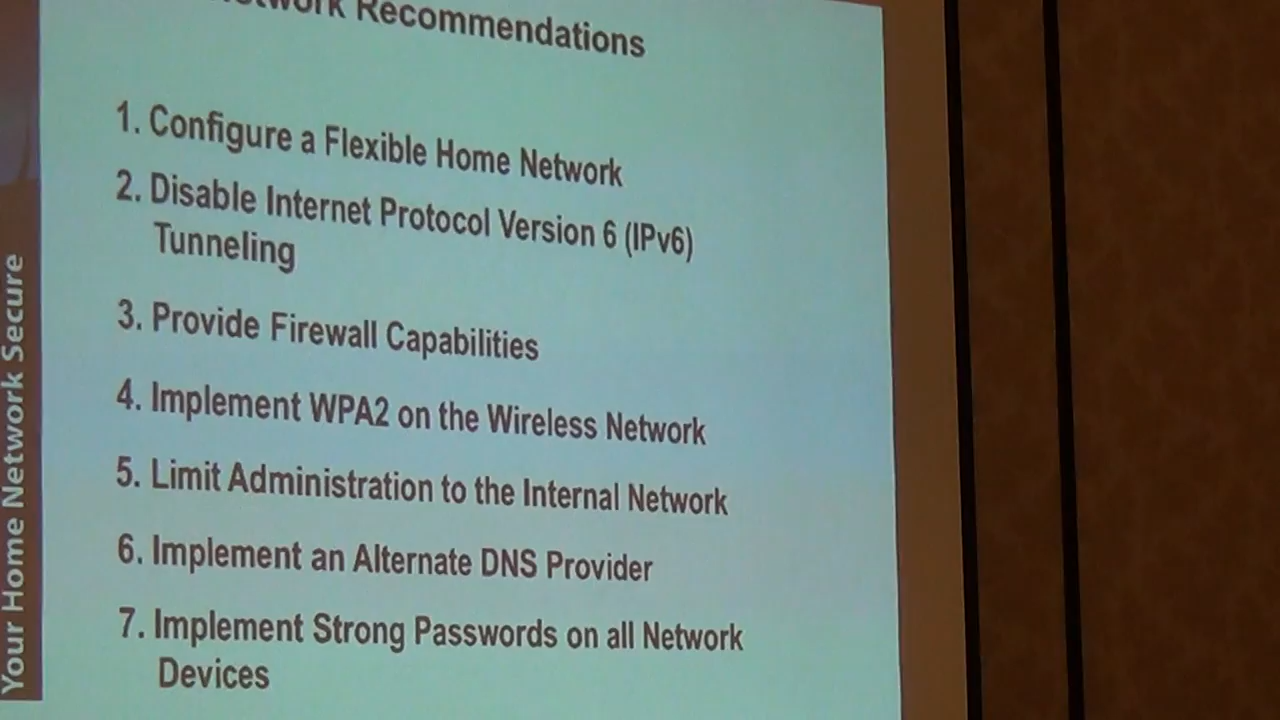 Recommendations
1. Configure a Flexible Home Network
2. Disable Internet Protocol Version 6 (IPv6)
Tunneling
3. Provide Firewall Capabilities
4. Implement WPA2 on the Wireless Network
5. Limit Administration to the Internal Network
6. Implement an Alternate DNS Provider
7. Implement Strong Passwords on all Network
Devices
Your Home Network Secure